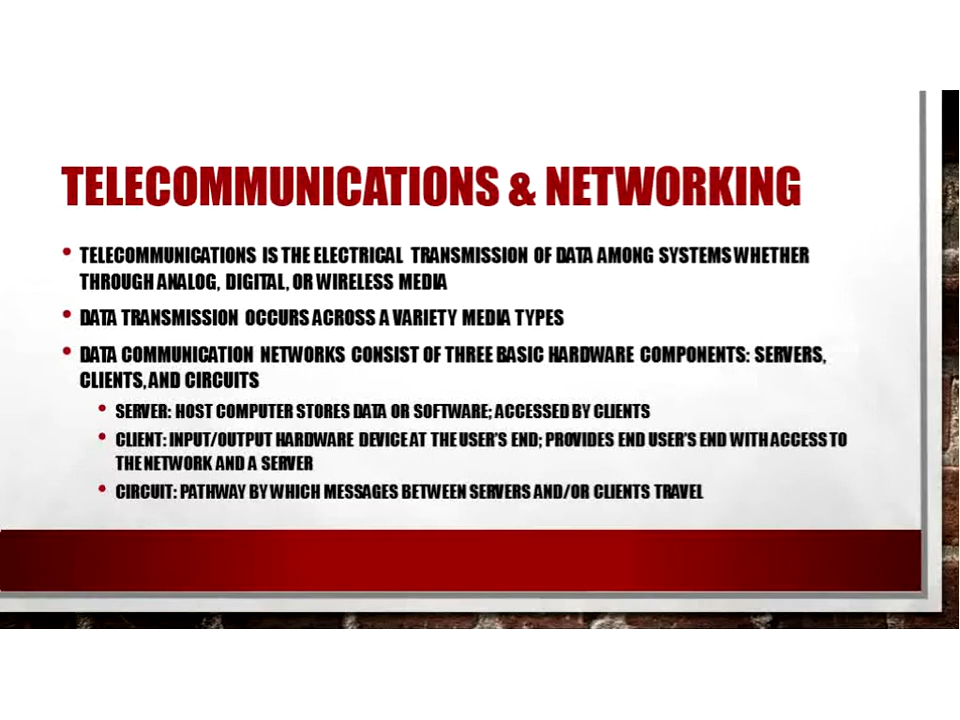 TELECOMMUNICATIONS & NETWORKING
• TELECOMMUNICATIONS IS THE ELECTRICAL TRANSMISSION OF DATA AMONG SYSTEMS WHETHER
THROUGH ANALOG, DIGITAL, OR WIRELESS MEDIA
• DATA TRANSMISSION OCCURS ACROSS A VARIETY MEDIA TYPES
• DATA COMMUNICATION NETWORKS CONSIST OF THREE BASIC HARDWARE COMPONENTS: SERVERS,
CLIENTS, AND CIRCUITS
• SERVER: HOST COMPUTER STORES DATA OR SOFTWARE; ACCESSED BY CLIENTS
• CLIENT: INPUT/OUTPUT HARDWARE DEVICE AT THE USER'S END; PROVIDES END USER'S END WITH ACCESS TO
THE NETWORK AND A SERVER
• CIRCUIT: PATHWAY BY WHICH MESSAGES BETWEEN SERVERS AND/OR CLIENTS TRAVEL